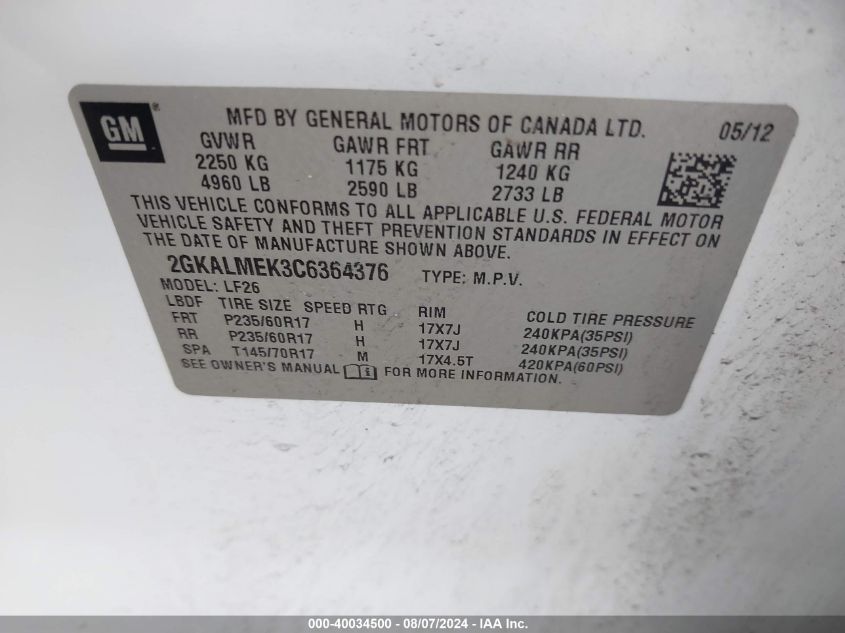 GM®
MFD BY GENERAL MOTORS OF CANADA LTD. 05/12
GVWR GAWR FRT GAWR RR
2250 KG 1175 KG 1240 KG
4960 LB 2590 LB 2733 LB
THIS VEHICLE CONFORMS TO ALL APPLICABLE U.S. FEDERAL MOTOR
VEHICLE SAFETY AND THEFT PREVENTION STANDARDS IN EFFECT ON
THE DATE OF MANUFACTURE SHOWN ABOVE.
2GKALMEK3C6364376 TYPE: M.P.V.
MODEL: LF26
LBDF TIRE SIZE SPEED RTG RIM COLD TIRE PRESSURE
FRT P235/60R17 H 17X7J 240KPA(35PSI)
RR P235/60R17 H 17X7J 240KPA(35PSI)
SPA T145/70R17 M 17X4.5T 420KPA(60PSI)
SEE OWNER'S MANUAL FOR MORE INFORMATION.
000-40034500 - 08/07/2024 - IAA Inc.